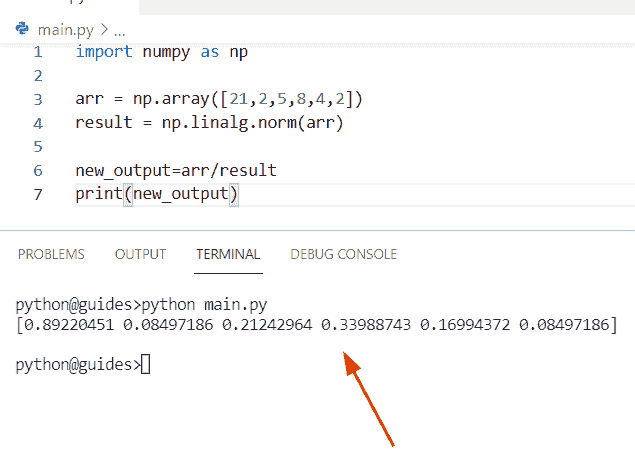 main.py > ...
1 import numpy as np
2
3 arr = np.array([21,2,5,8,4,2])
4 result = np.linalg.norm(arr)
5
6 new_output=arr/result
7 print(new_output)
PROBLEMS OUTPUT TERMINAL DEBUG CONSOLE
python@guides>python main.py
[0.89220451 0.08497186 0.21242964 0.33988743 0.16994372 0.08497186]
python@guides>